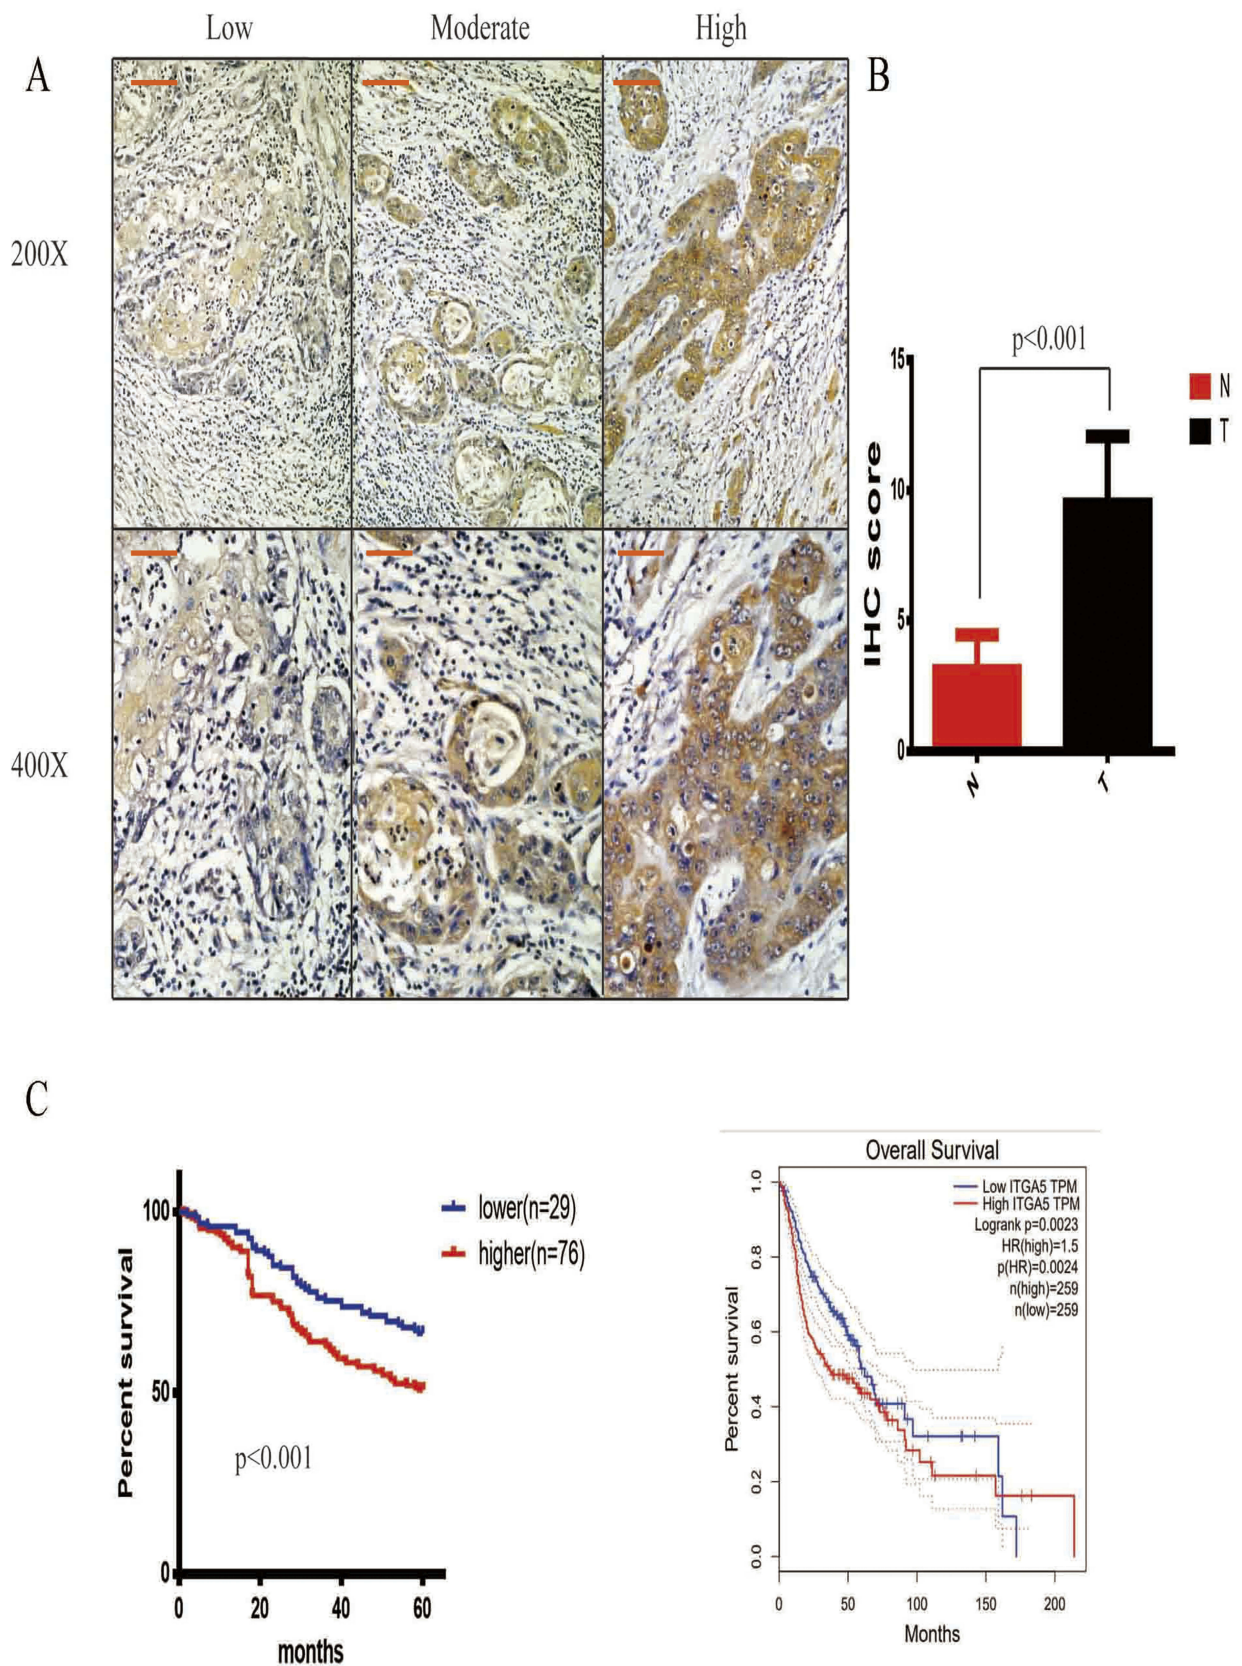 Low Moderate High
A
B
200X
400X
p<0.001
15
10
5
0
IHC score
N
T
N
T
C
100
50
0
Percent survival
lower(n=29)
higher(n=76)
p<0.001
0 20 40 60
months
Overall Survival
Low ITGA5 TPM
High ITGA5 TPM
Logrank p=0.0023
HR(high)=1.5
p(HR)=0.0024
n(high)=259
n(low)=259
1.0
0.8
0.6
0.4
0.2
0.0
Percent survival
0 50 100 150 200
Months